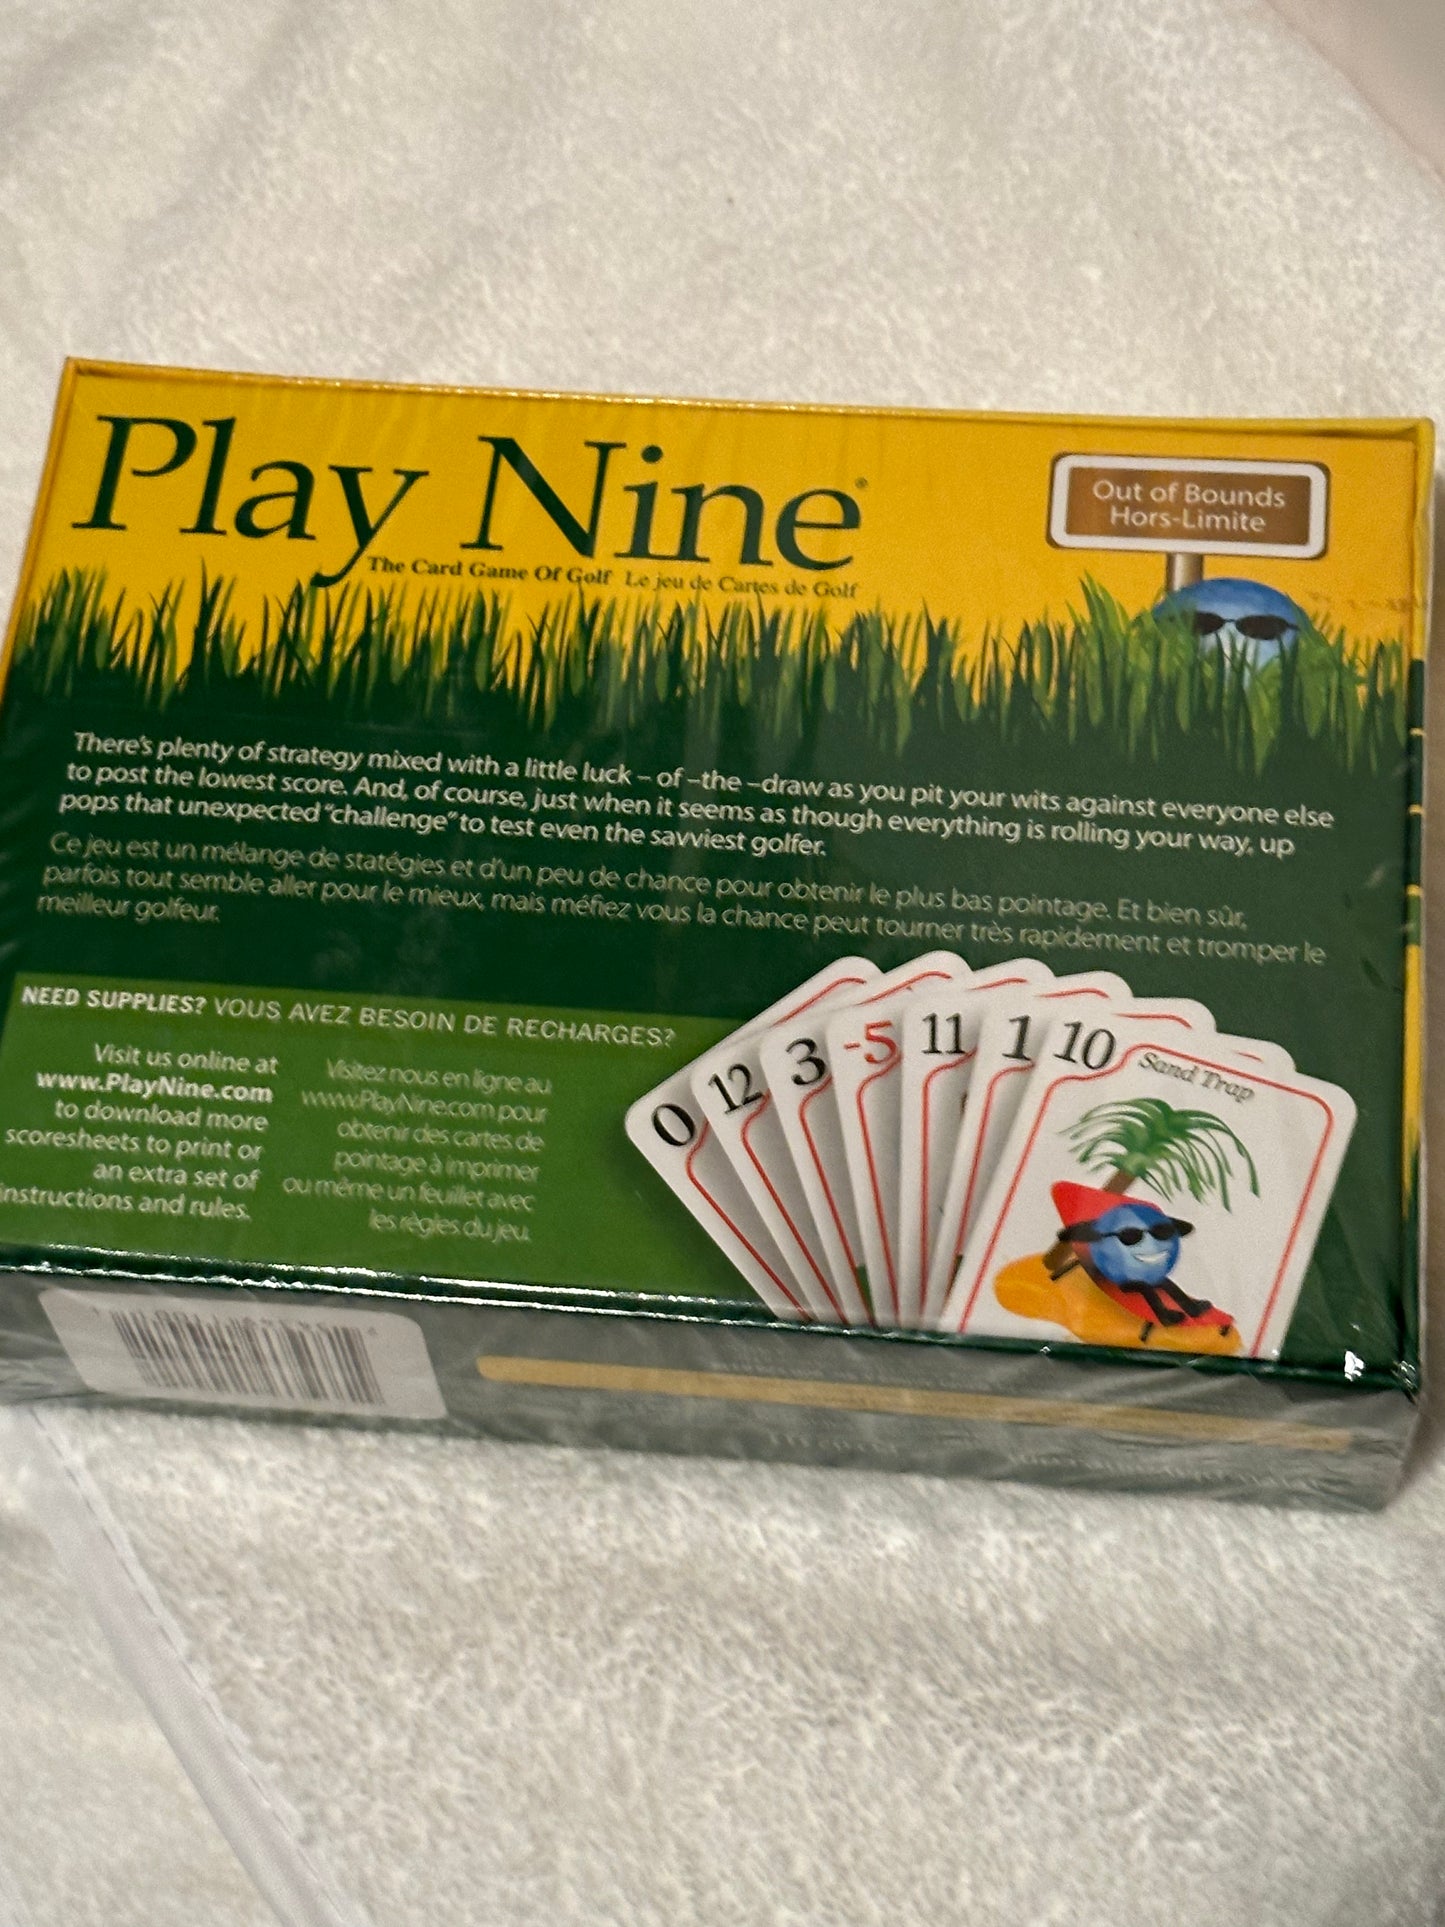 Play Nine®
The Card Game Of Golf Le jeu de Cartes de Golf
Out of Bounds
Hors-Limite
There's plenty of strategy mixed with a little luck – of –the –draw as you pit your wits against everyone else
to post the lowest score. And, of course, just when it seems as though everything is rolling your way, up
pops that unexpected "challenge" to test even the savviest golfer.
Ce jeu est un mélange de statégies et d'un peu de chance pour obtenir le plus bas pointage. Et bien sûr,
parfois tout semble aller pour le mieux, mais méfiez vous la chance peut tourner très rapidement et tromper le
meilleur golfeur.
NEED SUPPLIES? VOUS AVEZ BESOIN DE RECHARGES?
Visit us online at
www.PlayNine.com
to download more
scoresheets to print or
an extra set of
instructions and rules.
Visitez nous en ligne au
www.PlayNine.com pour
obtenir des cartes de
pointage à imprimer
ou même un feuillet avec
les règles du jeu.
0
12
3
-5
11
1
10
Sand Trap